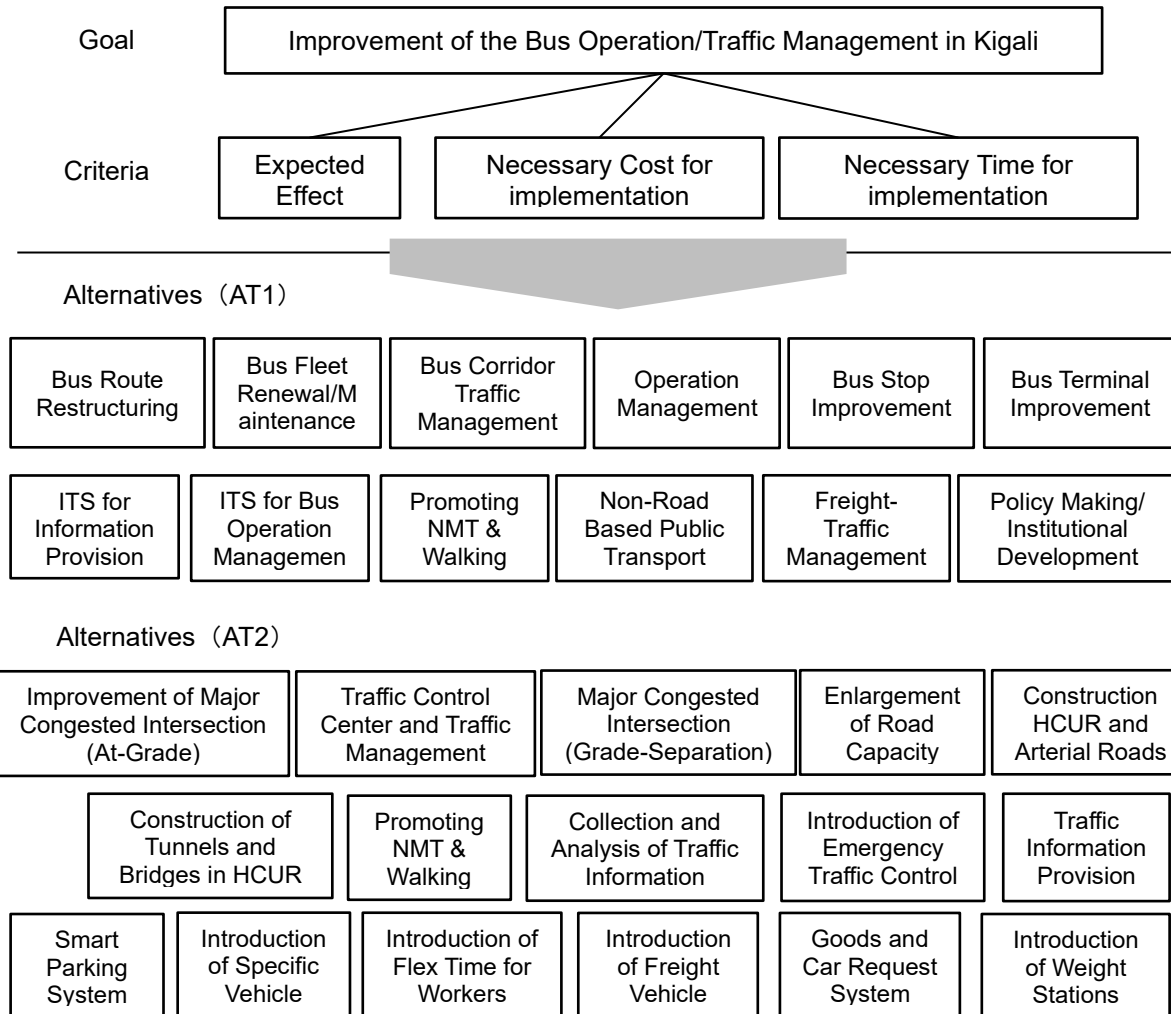 Goal
Improvement of the Bus Operation/Traffic Management in Kigali
Criteria
Expected
Effect
Necessary Cost for
implementation
Necessary Time for
implementation
Alternatives（AT1）
Bus Route
Restructuring
Bus Fleet
Renewal/M
aintenance
Bus Corridor
Traffic
Management
Operation
Management
Bus Stop
Improvement
Bus Terminal
Improvement
ITS for
Information
Provision
ITS for Bus
Operation
Managemen
Promoting
NMT &
Walking
Non-Road
Based Public
Transport
Freight-
Traffic
Management
Policy Making/
Institutional
Development
Alternatives（AT2）
Improvement of Major
Congested Intersection
(At-Grade)
Traffic Control
Center and Traffic
Management
Major Congested
Intersection
(Grade-Separation)
Enlargement
of Road
Capacity
Construction
HCUR and
Arterial Roads
Construction of
Tunnels and
Bridges in HCUR
Promoting
NMT &
Walking
Collection and
Analysis of Traffic
Information
Introduction of
Emergency
Traffic Control
Traffic
Information
Provision
Smart
Parking
System
Introduction
of Specific
Vehicle
Introduction of
Flex Time for
Workers
Introduction
of Freight
Vehicle
Goods and
Car Request
System
Introduction
of Weight
Stations